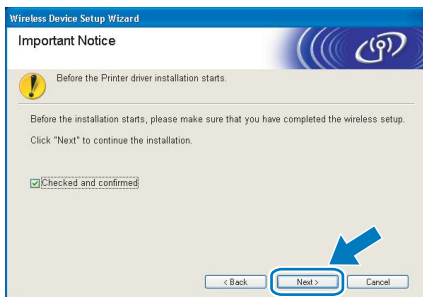 Wireless Device Setup Wizard
Important Notice
Before the Printer driver installation starts.
Before the installation starts, please make sure that you have completed the wireless setup.
Click "Next" to continue the installation.
Checked and confirmed
< Back Next > Cancel